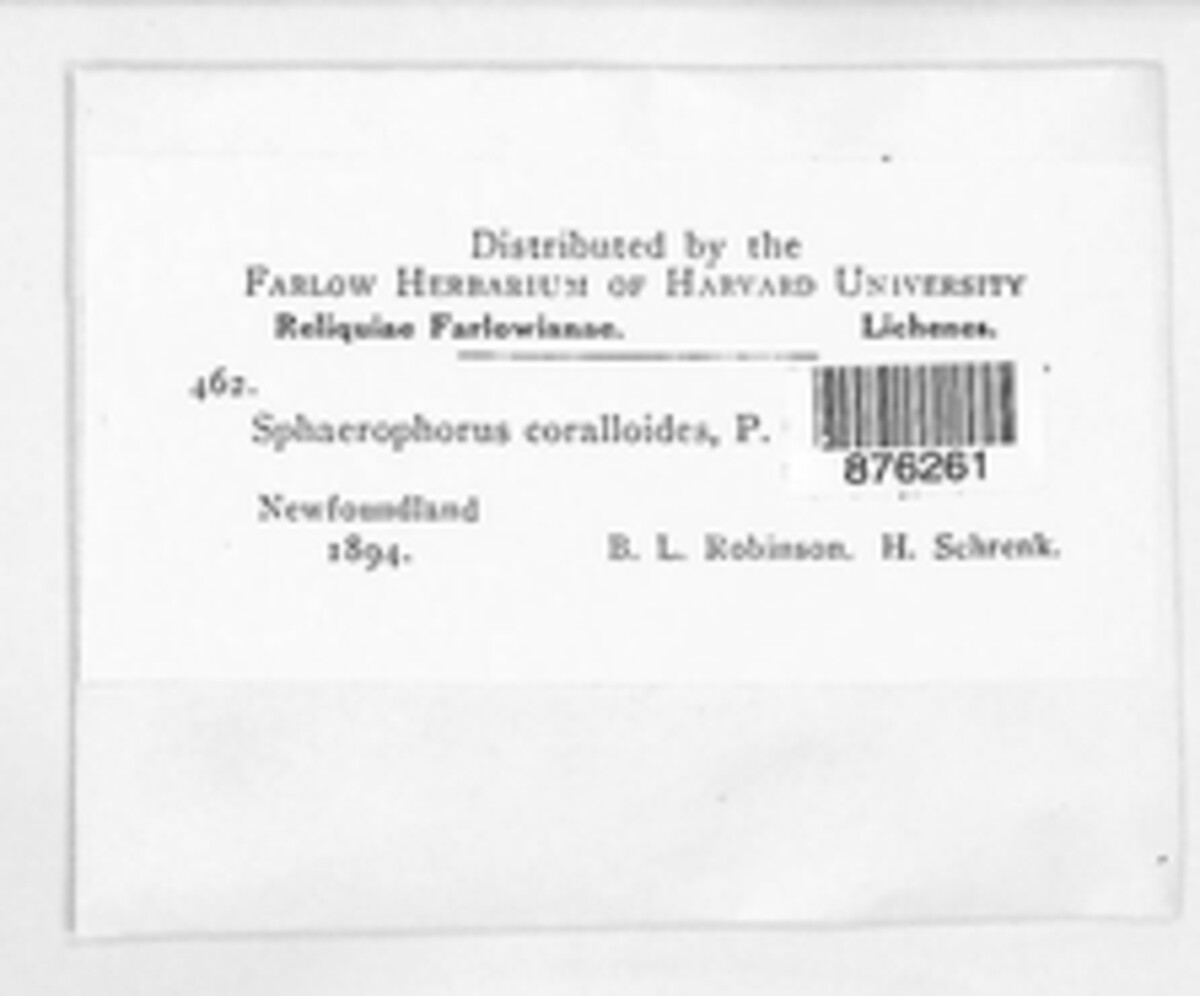 Distributed by the
FARLOW HERBARIUM OF HARVARD UNIVERSITY
Reliquiae Farlowianae. Lichenes.
462.
Sphaerophorus coralloides, P.
876261
Newfoundland
1894. B. L. Robinson. H. Schrenk.